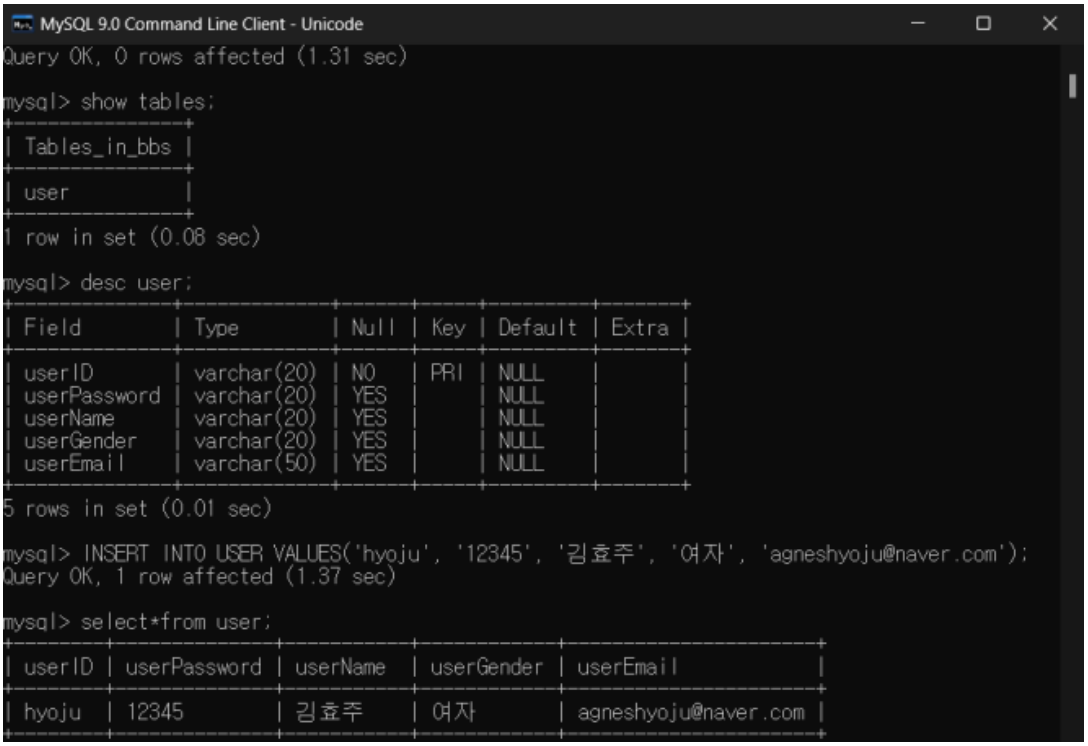 MySQL 9.0 Command Line Client - Unicode
Query OK, 0 rows affected (1.31 sec)
mysql> show tables;
+---------------+
| Tables_in_bbs |
+---------------+
| user          |
+---------------+
1 row in set (0.08 sec)
mysql> desc user;
+--------------+-------------+------+-----+---------+-------+
| Field        | Type        | Null | Key | Default | Extra |
+--------------+-------------+------+-----+---------+-------+
| userID       | varchar(20) | NO   | PRI | NULL    |       |
| userPassword | varchar(20) | YES  |     | NULL    |       |
| userName     | varchar(20) | YES  |     | NULL    |       |
| userGender   | varchar(20) | YES  |     | NULL    |       |
| userEmail    | varchar(50) | YES  |     | NULL    |       |
+--------------+-------------+------+-----+---------+-------+
5 rows in set (0.01 sec)
mysql> INSERT INTO USER VALUES('hyoju', '12345', '김효주', '여자', 'agneshyoju@naver.com');
Query OK, 1 row affected (1.37 sec)
mysql> select*from user;
+--------+--------------+-----------+------------+----------------------+
| userID | userPassword | userName  | userGender | userEmail            |
+--------+--------------+-----------+------------+----------------------+
| hyoju  | 12345        | 김효주    | 여자       | agneshyoju@naver.com |
+--------+--------------+-----------+------------+----------------------+